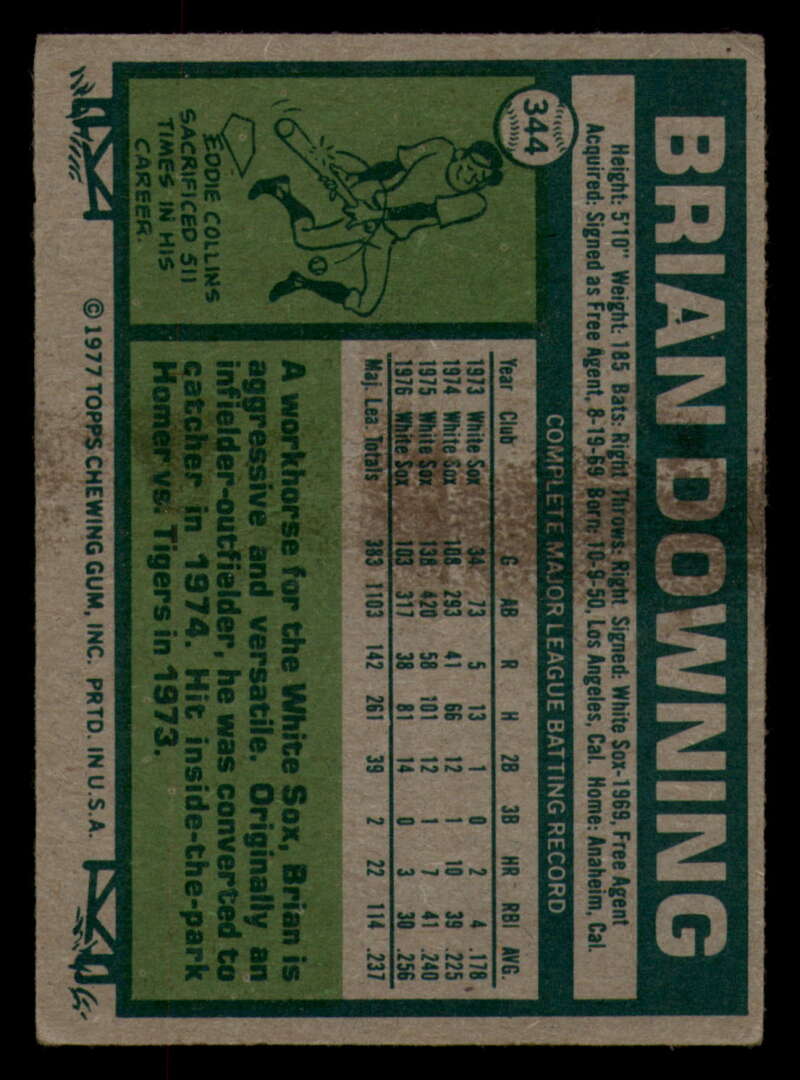 344
BRIAN DOWNING
Height: 5'10" Weight: 185 Bats: Right Throws: Right Signed: White Sox-1969, Free Agent
Acquired: Signed as Free Agent, 8-19-69 Born: 10-9-50, Los Angeles, Cal. Home: Anaheim, Cal.
COMPLETE MAJOR LEAGUE BATTING RECORD
Year Club G AB R H 2B 3B HR RBI AVG.
1973 White Sox 34 73 5 13 1 0 2 4 .178
1974 White Sox 108 293 41 66 12 1 10 39 .225
1975 White Sox 138 420 58 101 12 1 7 41 .240
1976 White Sox 103 317 38 81 14 0 3 30 .256
Maj. Lea. Totals 383 1103 142 261 39 2 22 114 .237
EDDIE COLLINS
SACRIFICED 511
TIMES IN HIS
CAREER.
A workhorse for the White Sox, Brian is
aggressive and versatile. Originally an
infielder-outfielder, he was converted to
catcher in 1974. Hit inside-the-park
Homer vs. Tigers in 1973.
© 1977 TOPPS CHEWING GUM, INC. PRTD. IN U.S.A.